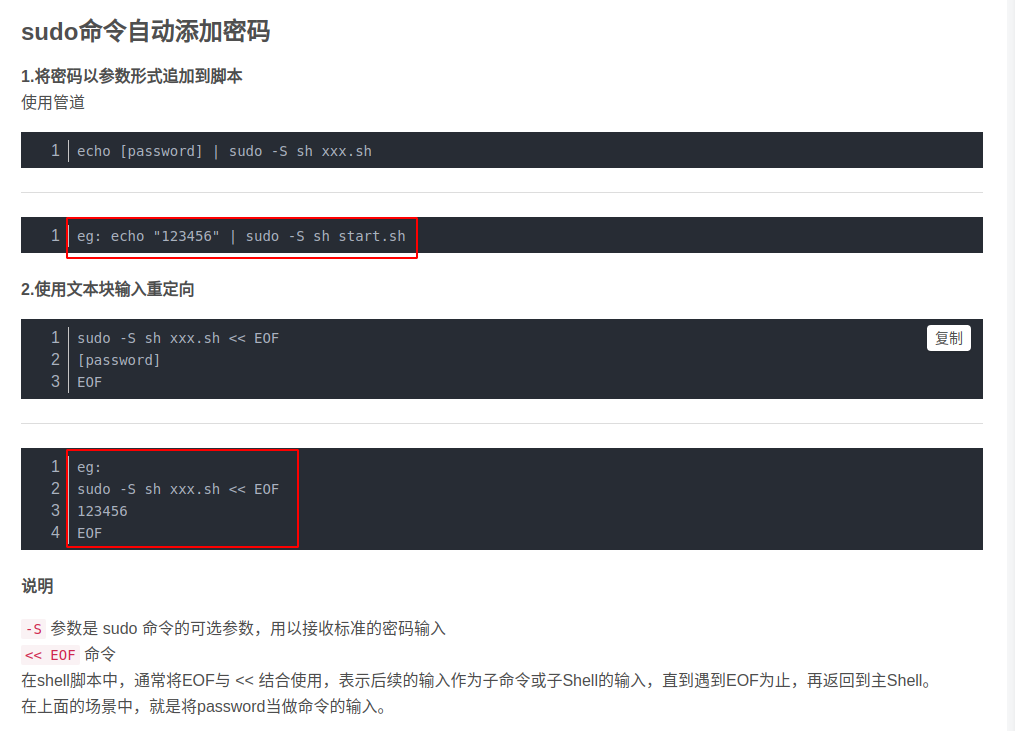 sudo命令自动添加密码
1.将密码以参数形式追加到脚本
使用管道
1 echo [password] | sudo -S sh xxx.sh
1 eg: echo "123456" | sudo -S sh start.sh
2.使用文本块输入重定向
1 sudo -S sh xxx.sh << EOF
复制
2 [password]
3 EOF
1 eg:
2 sudo -S sh xxx.sh << EOF
3 123456
4 EOF
说明
-S 参数是 sudo 命令的可选参数，用以接收标准的密码输入
<< EOF 命令
在shell脚本中，通常将EOF与 << 结合使用，表示后续的输入作为子命令或子Shell的输入，直到遇到EOF为止，再返回到主Shell。
在上面的场景中，就是将password当做命令的输入。